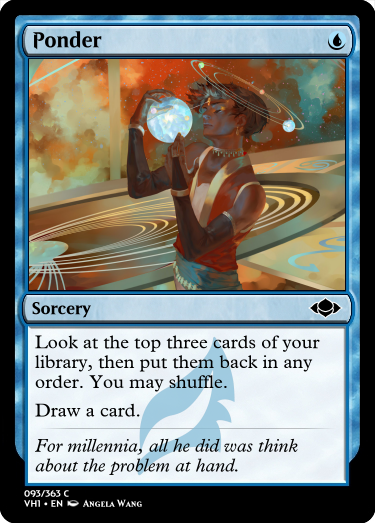 Ponder
Sorcery
Look at the top three cards of your
library, then put them back in any
order. You may shuffle.
Draw a card.
For millennia, all he did was think
about the problem at hand.
093/363 C
VH1 • EN Angela Wang